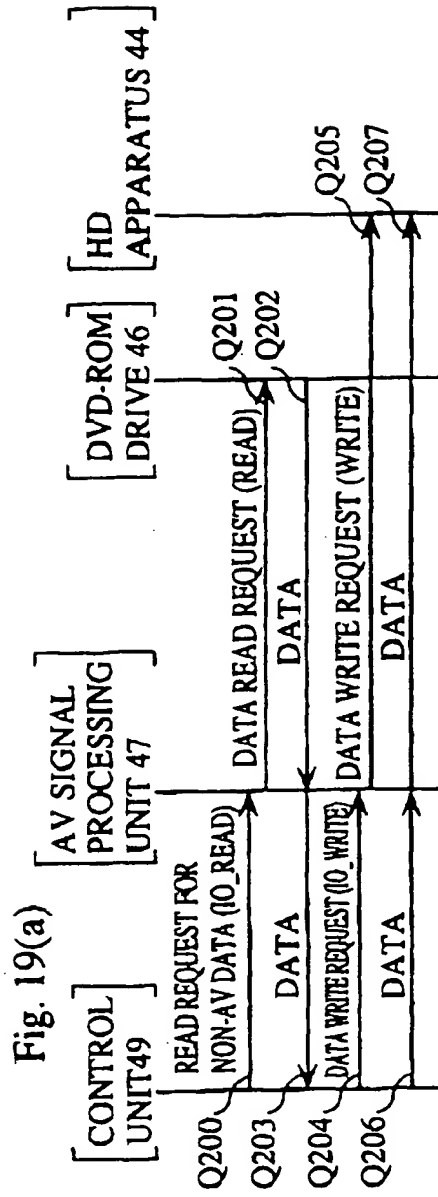 Fig. 19(a)
CONTROL
UNIT49
AV SIGNAL
PROCESSING
UNIT 47
DVD-ROM
DRIVE 46
HD
APPARATUS 44
READ REQUEST FOR
NON-AV DATA (IO_READ)
Q200
DATA READ REQUEST (READ)
Q201
DATA
Q202
DATA
Q203
DATA WRITE REQUEST (IO_WRITE)
Q204
DATA WRITE REQUEST (WRITE)
Q205
DATA
Q206
DATA
Q207